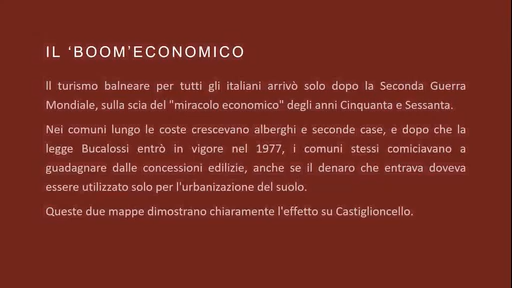 IL ‘BOOM’ECONOMICO
Il turismo balneare per tutti gli italiani arrivò solo dopo la Seconda Guerra
Mondiale, sulla scia del "miracolo economico" degli anni Cinquanta e Sessanta.
Nei comuni lungo le coste crescevano alberghi e seconde case, e dopo che la
legge Bucalossi entrò in vigore nel 1977, i comuni stessi comiciavano a
guadagnare dalle concessioni edilizie, anche se il denaro che entrava doveva
essere utilizzato solo per l'urbanizazione del suolo.
Queste due mappe dimostrano chiaramente l'effetto su Castiglioncello.